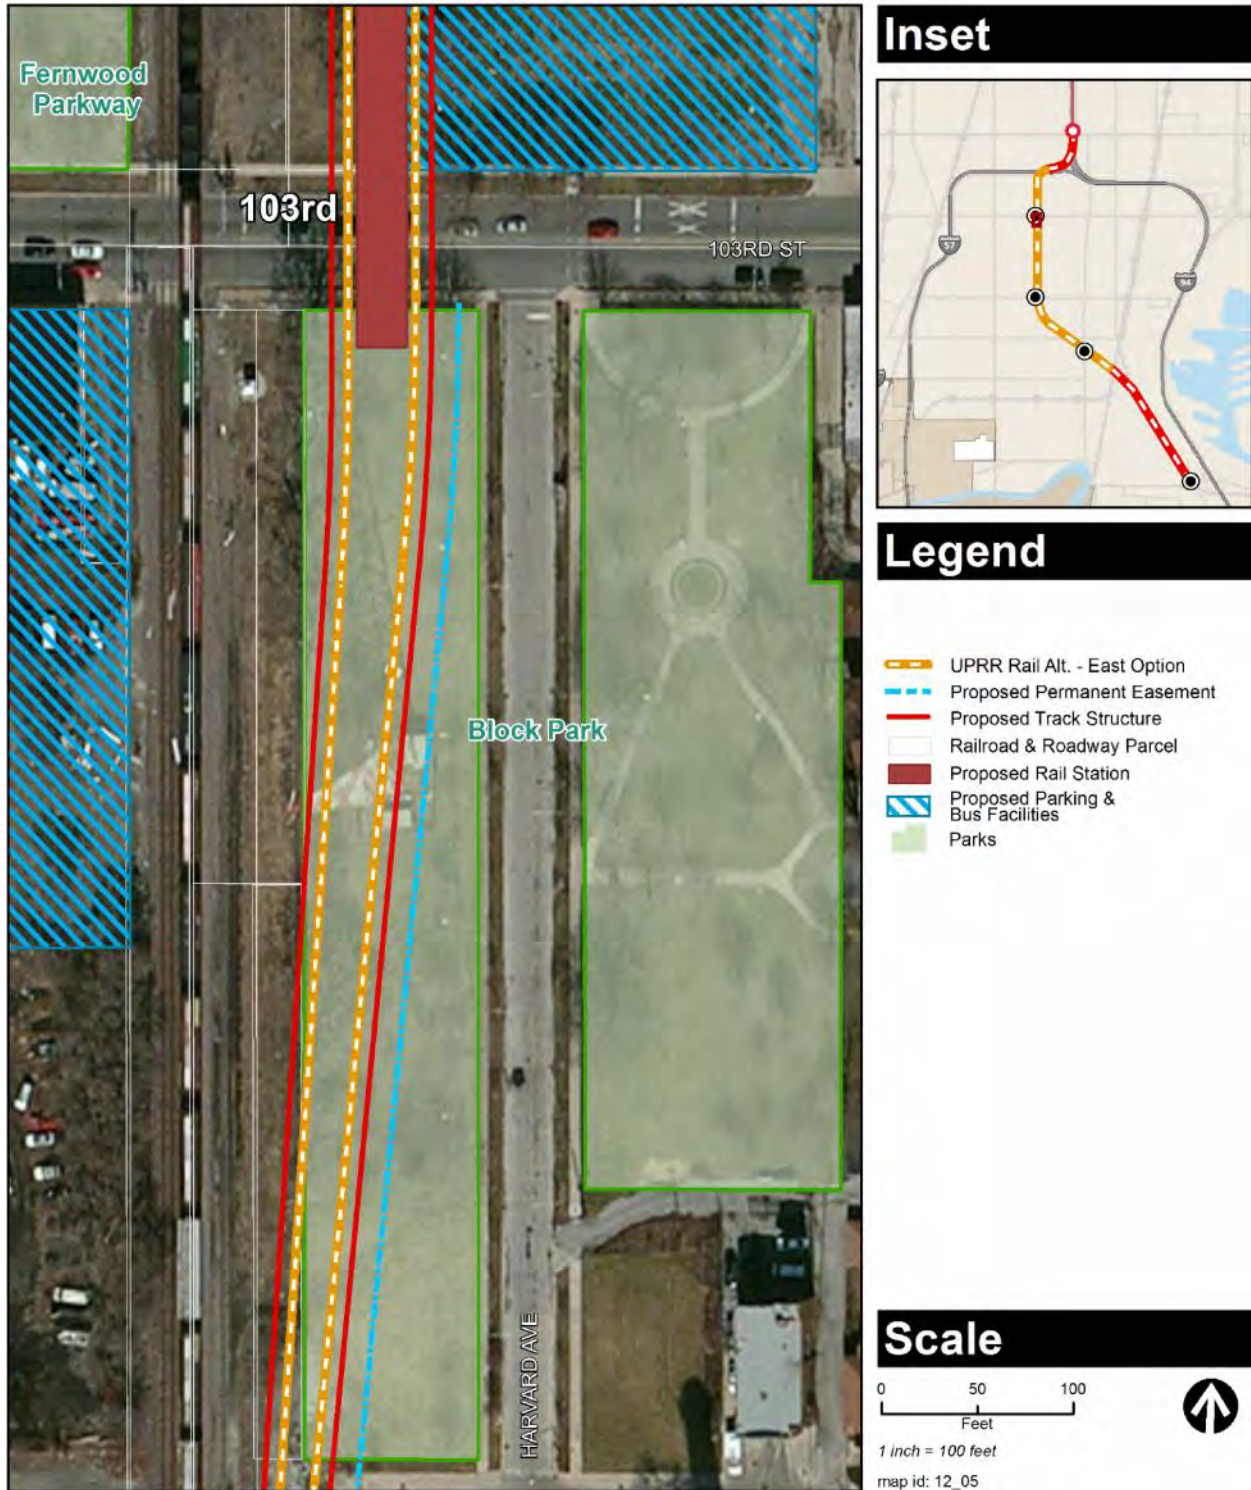 Fernwood
Parkway
103rd
103RD ST
Block Park
HARVARD AVE
Inset
57
94
Legend
UPRR Rail Alt. - East Option
Proposed Permanent Easement
Proposed Track Structure
Railroad & Roadway Parcel
Proposed Rail Station
Proposed Parking &
Bus Facilities
Parks
Scale
0 50 100
Feet
1 inch = 100 feet
map id: 12_05